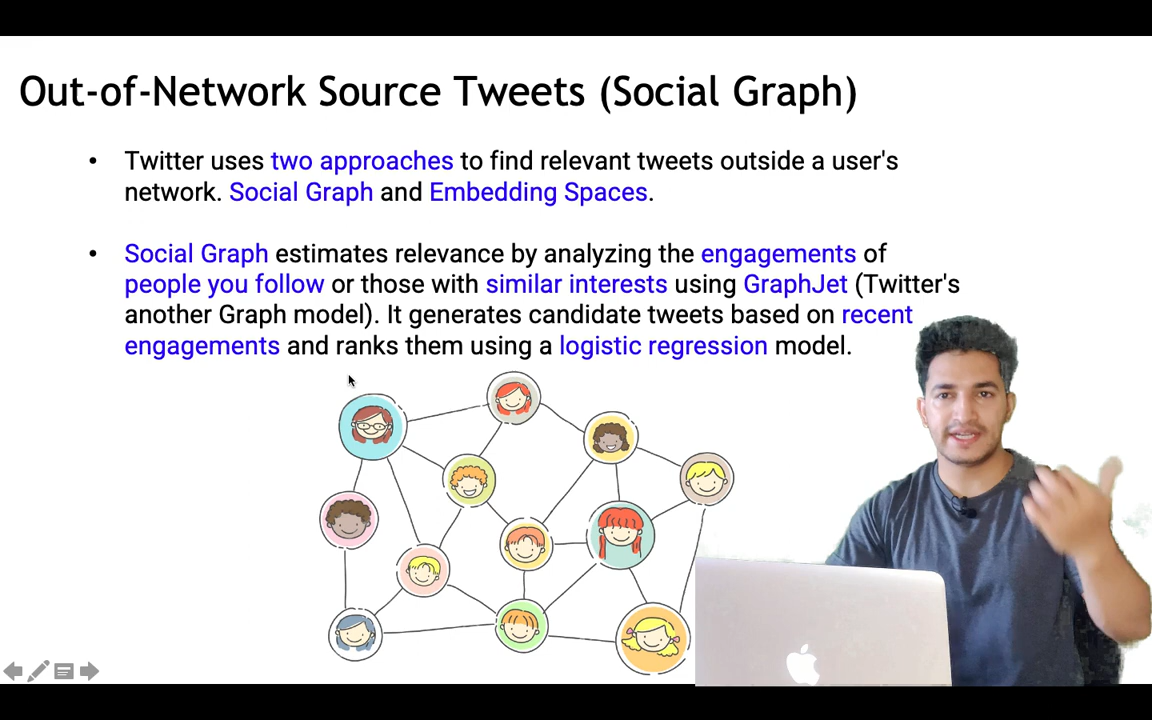 Out-of-Network Source Tweets (Social Graph)
• Twitter uses two approaches to find relevant tweets outside a user's
network. Social Graph and Embedding Spaces.
• Social Graph estimates relevance by analyzing the engagements of
people you follow or those with similar interests using GraphJet (Twitter's
another Graph model). It generates candidate tweets based on recent
engagements and ranks them using a logistic regression model.